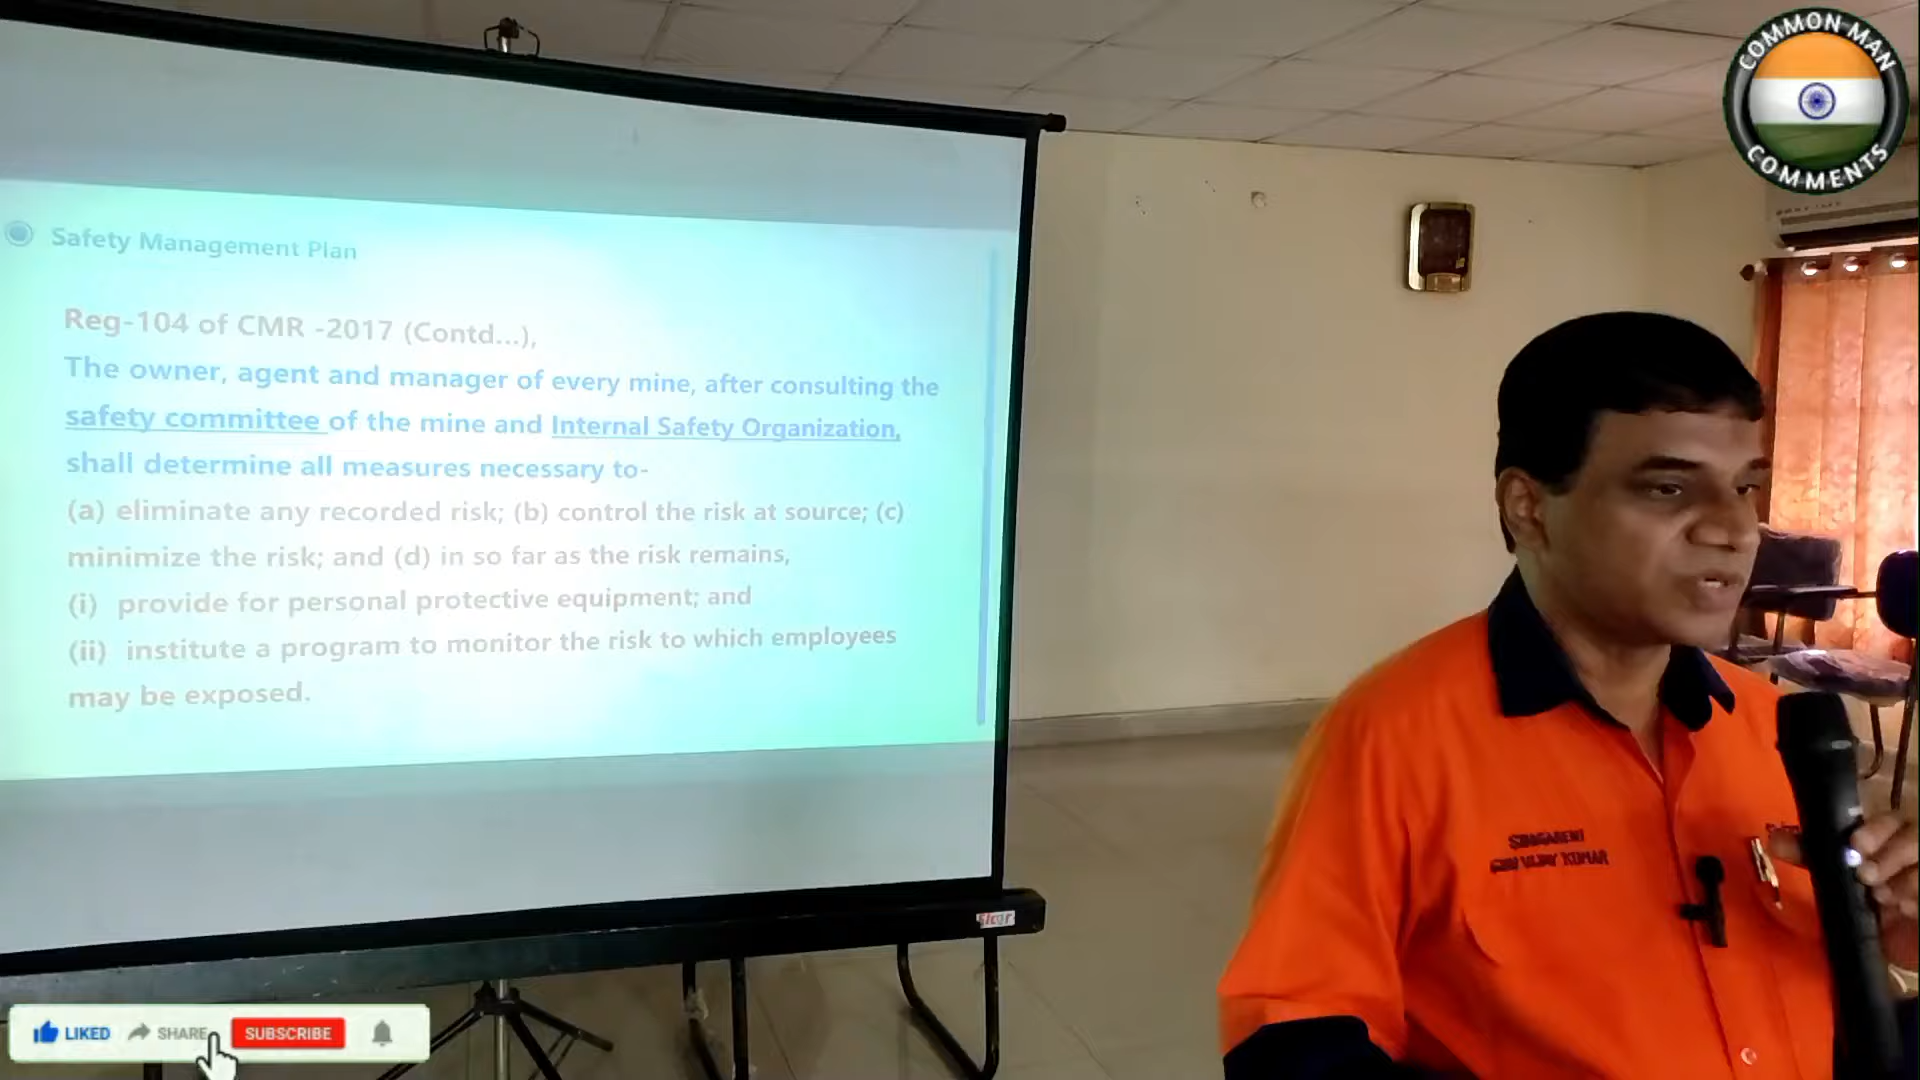 COMMON MAN
COMMENTS
Safety Management Plan
Reg-104 of CMR -2017 (Contd...),
The owner, agent and manager of every mine, after consulting the
safety committee of the mine and Internal Safety Organization,
shall determine all measures necessary to-
(a) eliminate any recorded risk; (b) control the risk at source; (c)
minimize the risk; and (d) in so far as the risk remains,
(i) provide for personal protective equipment; and
(ii) institute a program to monitor the risk to which employees
may be exposed.
SINGARENI
VIJAY KUMAR
LIKED SHARE SUBSCRIBE